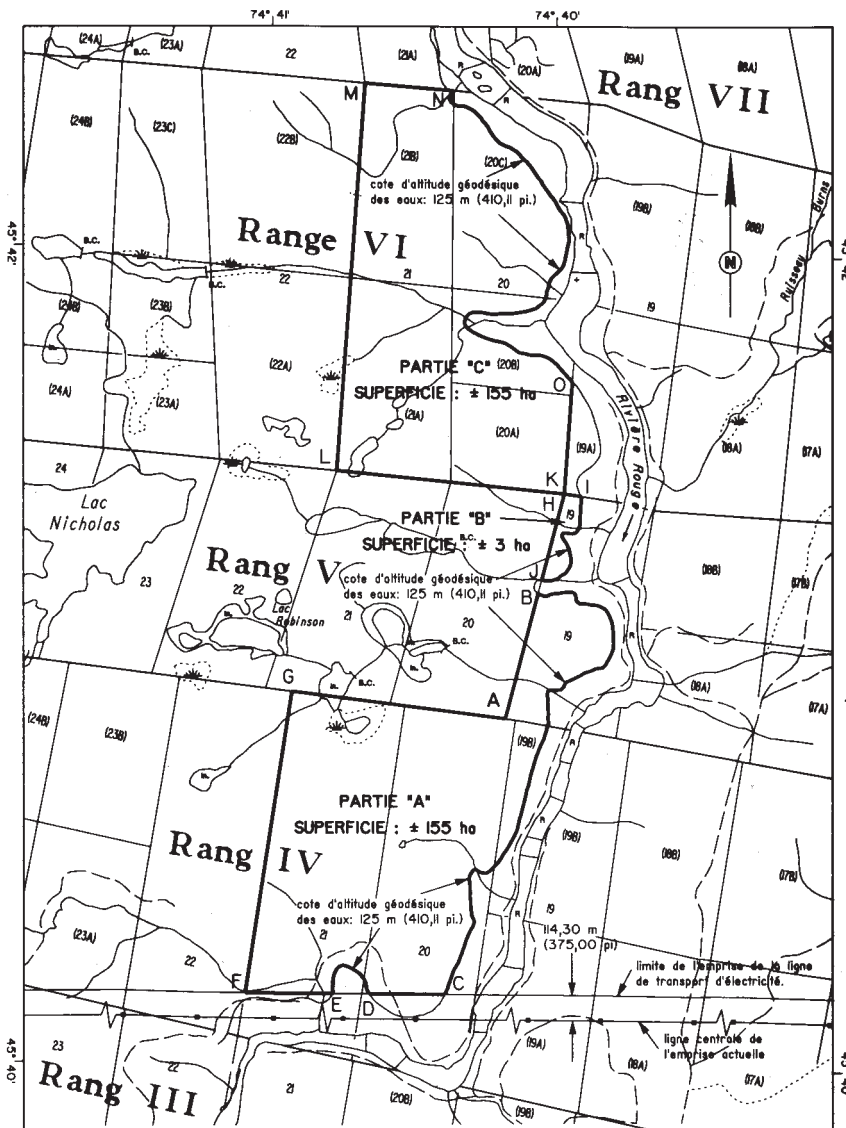 74° 41'
74° 40'
(24A)
(23A)
B.C.
22
(21A)
R
(20A)
R
(19A)
(18A)
Rang VII
M
N
(24B)
(23C)
(22B)
(21B)
(20C)
cote d'altitude géodésique
des eaux: 125 m (410,11 pi.)
(19B)
(18B)
Burns
Ruisseau
N
45° 42'
45° 42'
Range VI
B.C.
B.C.
22
21
20
R
19
(23B)
(22A)
(24A)
(23A)
PARTIE "C"
SUPERFICIE : ± 155 ha
(20B)
O
(21A)
(20A)
(19A)
Rivière Rouge
(18A)
(17A)
24
L
K
I
H
Lac
Nicholas
PARTIE "B"
SUPERFICIE : ± 3 ha
B.C.
19
J
B
Rang V
cote d'altitude géodésique
des eaux: 125 m (410,11 pi.)
(18B)
(17B)
23
22
Lac
Robinson
21
20
19
B.C.
R
G
B.C.
A
(18A)
(17A)
(24B)
(23B)
(19B)
R
PARTIE "A"
SUPERFICIE : ± 155 ha
R
(19B)
(18B)
(17B)
Rang IV
cote d'altitude géodésique
des eaux: 125 m (410,11 pi.)
R
19
R
114,30 m
(375,00 pi)
(23A)
22
21
20
limite de l'emprise de la ligne
de transport d'électricité.
F
E
D
C
ligne centrale de
l'emprise actuelle
45° 40'
45° 40'
23
22
(19A)
(18A)
(17A)
Rang III
21
(20B)
(19B)